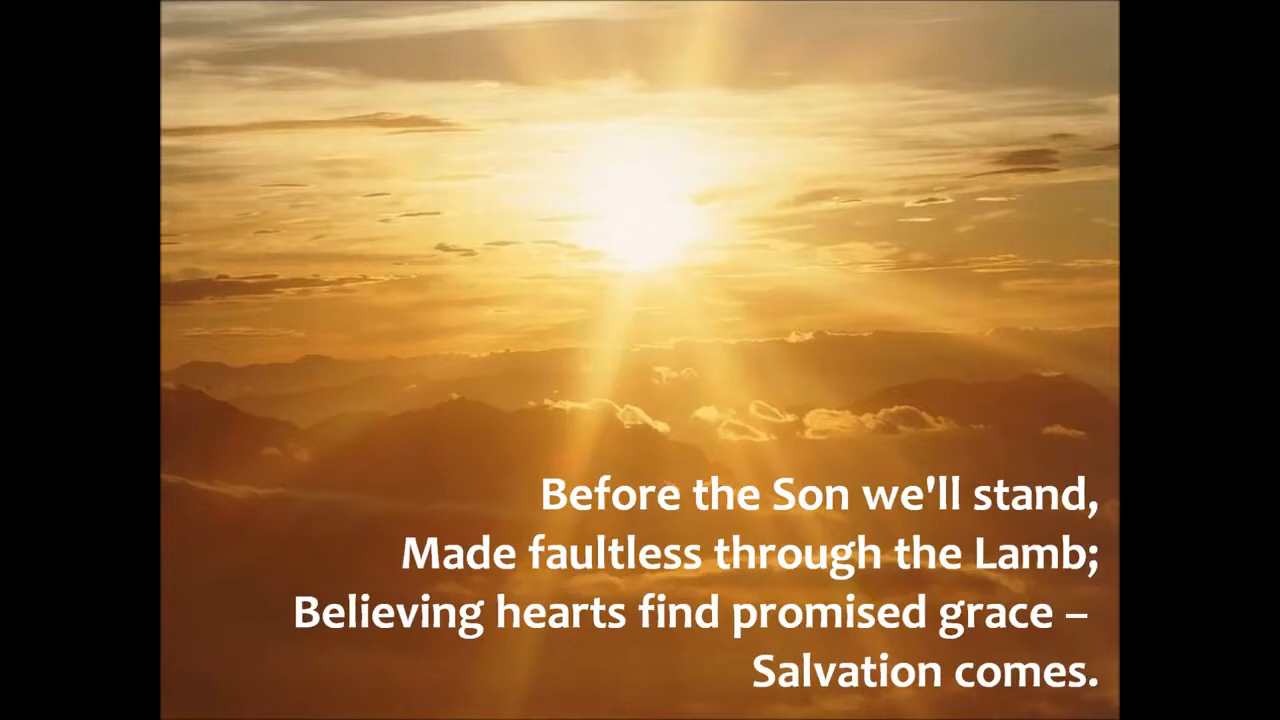 Before the Son we'll stand,
Made faultless through the Lamb;
Believing hearts find promised grace –
Salvation comes.